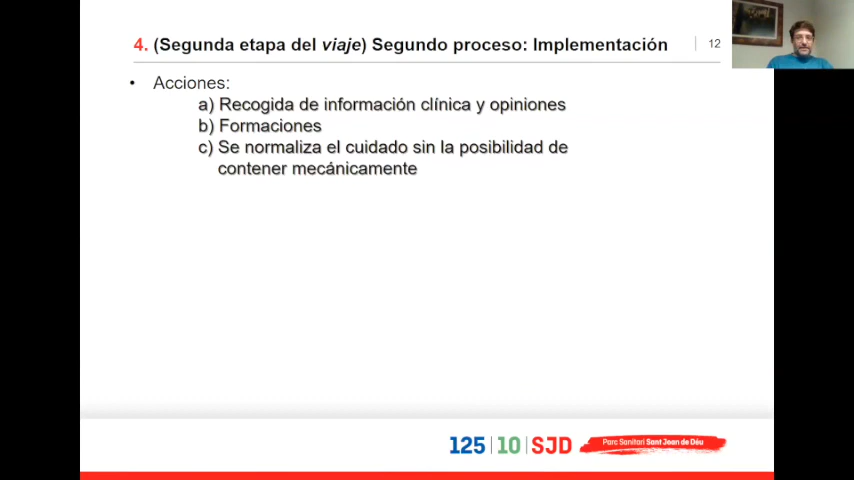 4. (Segunda etapa del viaje) Segundo proceso: Implementación
12
• Acciones:
a) Recogida de información clínica y opiniones
b) Formaciones
c) Se normaliza el cuidado sin la posibilidad de
contener mecánicamente
125|10|SJD
Parc Sanitari Sant Joan de Déu